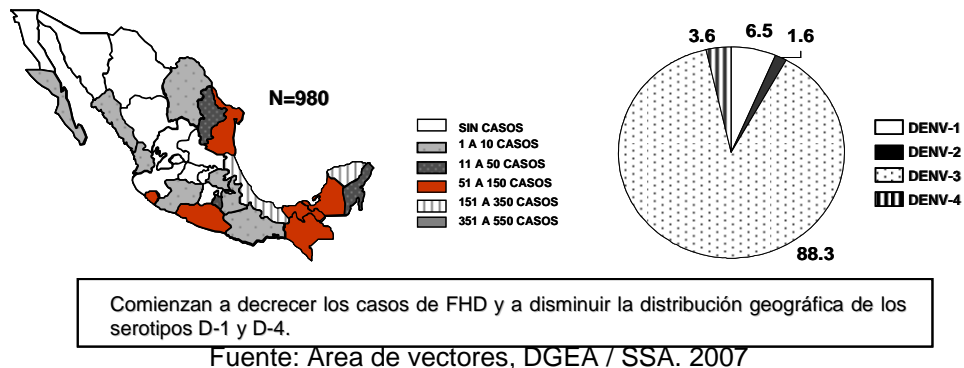 3.6
6.5
1.6
N=980
SIN CASOS
1 A 10 CASOS
11 A 50 CASOS
51 A 150 CASOS
151 A 350 CASOS
351 A 550 CASOS
DENV-1
DENV-2
DENV-3
DENV-4
88.3
Comienzan a decrecer los casos de FHD y a disminuir la distribución geográfica de los
serotipos D-1 y D-4.
Fuente: Area de vectores, DGEA / SSA. 2007